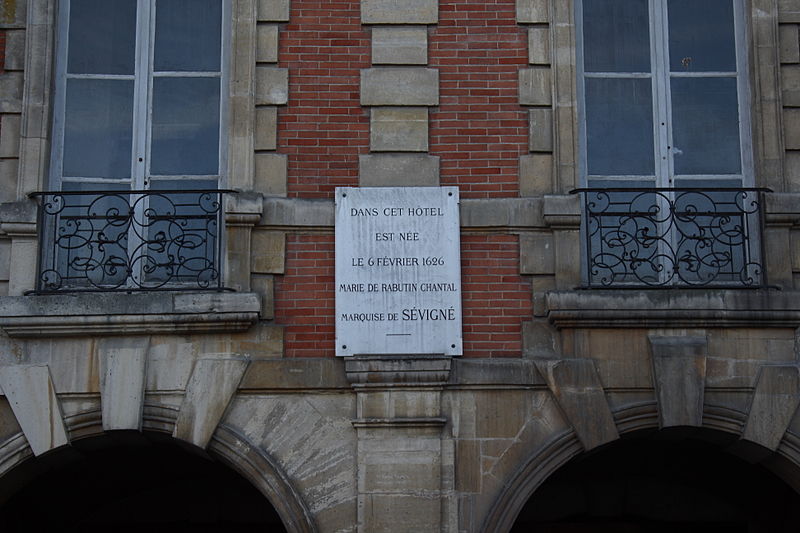 DANS CET HÔTEL
EST NÉE
LE 6 FÉVRIER 1626
MARIE DE RABUTIN CHANTAL
MARQUISE DE SÉVIGNÉ